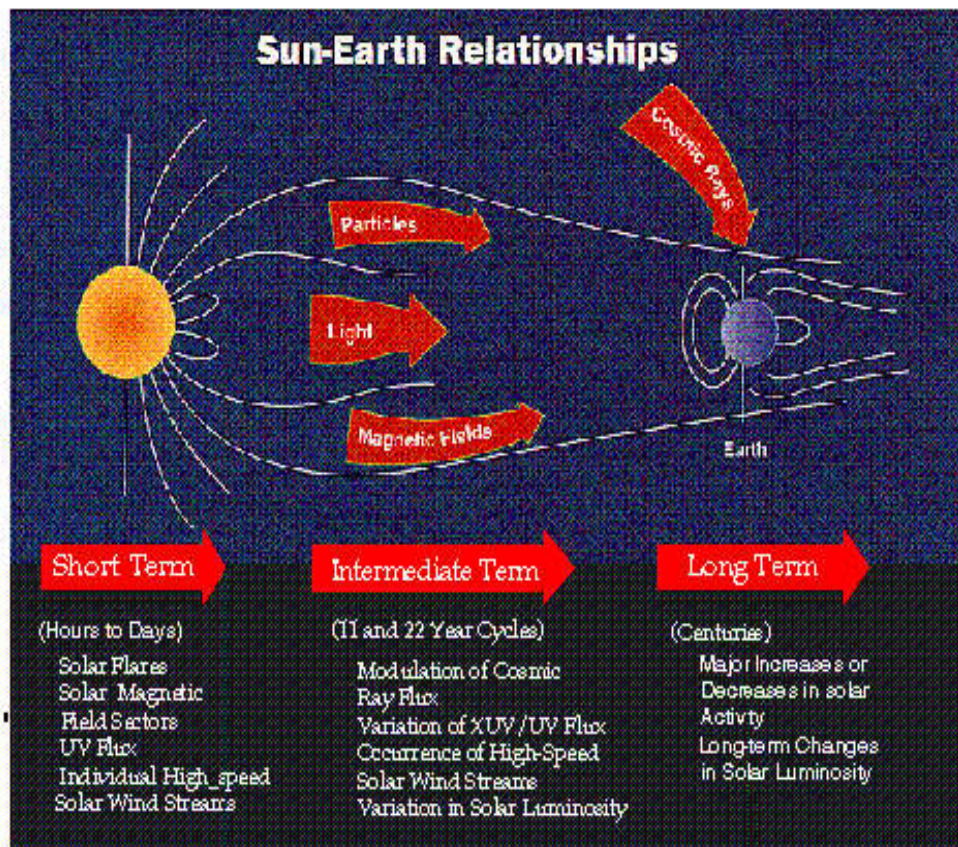 Sun-Earth Relationships
Cosmic Rays
Particles
Light
Magnetic Fields
Earth
Short Term
(Hours to Days)
Solar Flares
Solar Magnetic
Field Sectors
UV Flux
Individual High_speed
Solar Wind Streams
Intermediate Term
(11 and 22 Year Cycles)
Modulation of Cosmic
Ray Flux
Variation of XUV/UV Flux
Occurrence of High-Speed
Solar Wind Streams
Variation in Solar Luminosity
Long Term
(Centuries)
Major Increases or
Decreases in solar
Activty
Long-term Changes
in Solar Luminosity